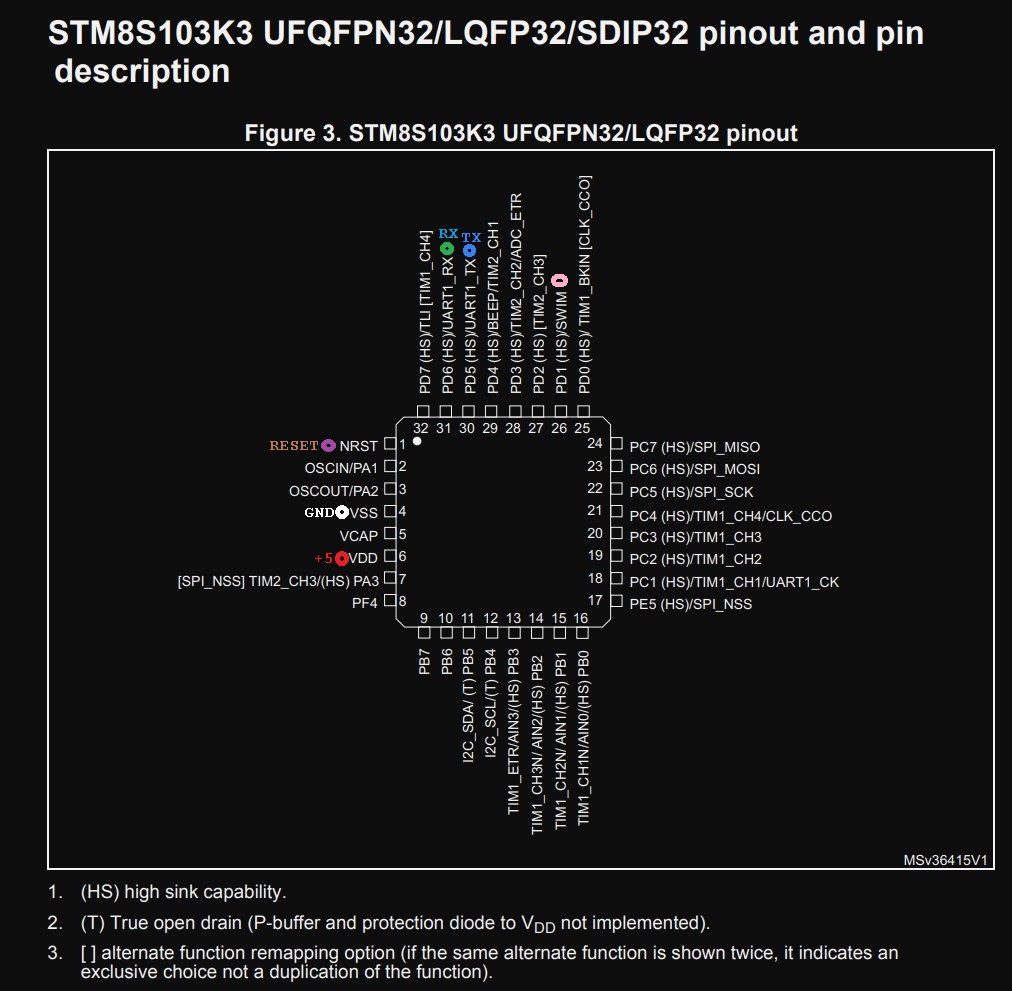 STM8S103K3 UFQFPN32/LQFP32/SDIP32 pinout and pin
description
Figure 3. STM8S103K3 UFQFPN32/LQFP32 pinout
PD7 (HS)/TLI [TIM1_CH4]
RX
PD6 (HS)/UART1_RX
TX
PD5 (HS)/UART1_TX
PD4 (HS)/BEEP/TIM2_CH1
PD3 (HS)/TIM2_CH2/ADC_ETR
PD2 (HS) [TIM2_CH3]
PD1 (HS)/SWIM
PD0 (HS)/ TIM1_BKIN [CLK_CCO]
32 31 30 29 28 27 26 25
RESET NRST 1
OSCIN/PA1 2
OSCOUT/PA2 3
GND VSS 4
VCAP 5
+5 VDD 6
[SPI_NSS] TIM2_CH3/(HS) PA3 7
PF4 8
24 PC7 (HS)/SPI_MISO
23 PC6 (HS)/SPI_MOSI
22 PC5 (HS)/SPI_SCK
21 PC4 (HS)/TIM1_CH4/CLK_CCO
20 PC3 (HS)/TIM1_CH3
19 PC2 (HS)/TIM1_CH2
18 PC1 (HS)/TIM1_CH1/UART1_CK
17 PE5 (HS)/SPI_NSS
9 10 11 12 13 14 15 16
PB7
PB6
I2C_SDA/ (T) PB5
I2C_SCL/(T) PB4
TIM1_ETR/AIN3/(HS) PB3
TIM1_CH3N/ AIN2/(HS) PB2
TIM1_CH2N/ AIN1/(HS) PB1
TIM1_CH1N/AIN0/(HS) PB0
MSv36415V1
1. (HS) high sink capability.
2. (T) True open drain (P-buffer and protection diode to VDD not implemented).
3. [ ] alternate function remapping option (if the same alternate function is shown twice, it indicates an
exclusive choice not a duplication of the function).